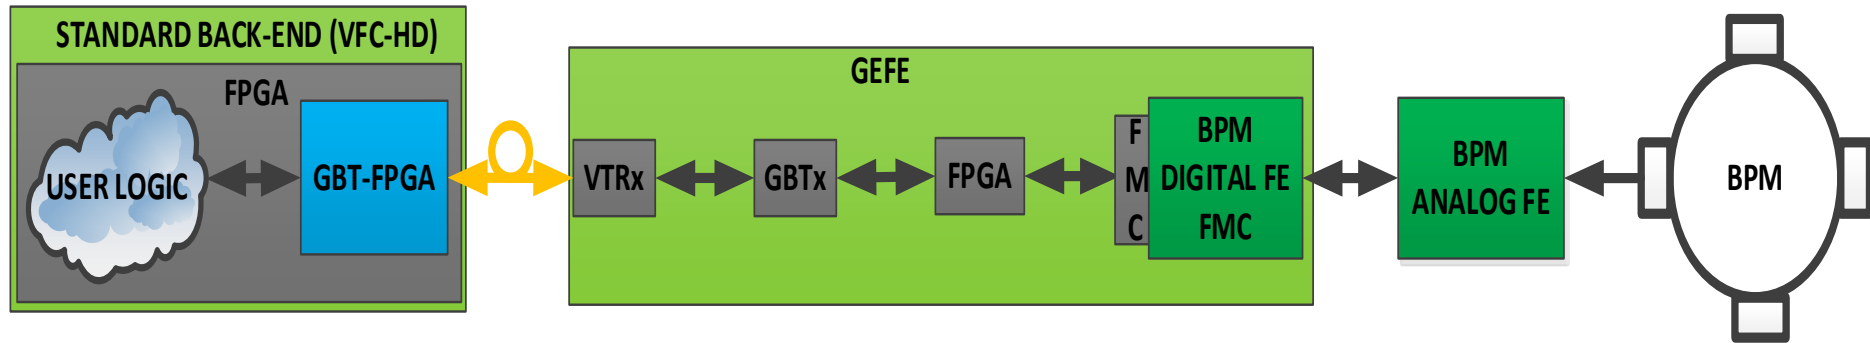 STANDARD BACK-END (VFC-HD)
FPGA
USER LOGIC
GBT-FPGA
GEFE
VTRx
GBTx
FPGA
F
M
C
BPM
DIGITAL FE
FMC
BPM
ANALOG FE
BPM